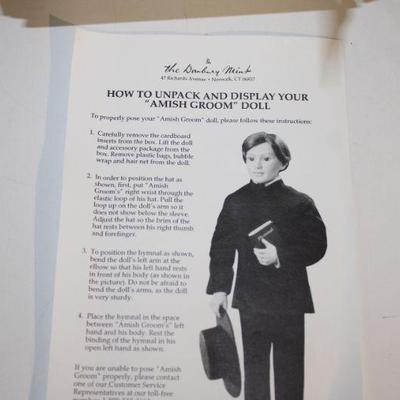 the Danbury Mint
47 Richards Avenue • Norwalk, CT 06857
HOW TO UNPACK AND DISPLAY YOUR
"AMISH GROOM" DOLL
To properly pose your "Amish Groom" doll, please follow these instructions:
1. Carefully remove the cardboard
inserts from the box. Lift the doll
and accessory package from the
box. Remove plastic bags, bubble
wrap and hair net from the doll.
2. In order to position the hat as
shown, first, put "Amish
Groom's" right wrist through the
elastic loop of his hat. Pull the
loop up on the doll's arm so it
does not show below the sleeve.
Adjust the hat so the brim of the
hat rests between his right thumb
and forefinger.
3. To position the hymnal as shown,
bend the doll's left arm at the
elbow so that his left hand rests
in front of his body (as shown in
the picture). Do not be afraid to
bend the doll's arms, as the doll
is very sturdy.
4. Place the hymnal in the space
between "Amish Groom's" left
hand and his body. Rest the
binding of the hymnal in his
open left hand as shown.
If you are unable to pose "Amish
Groom" properly, please contact
one of our Customer Service
Representatives at our toll-free